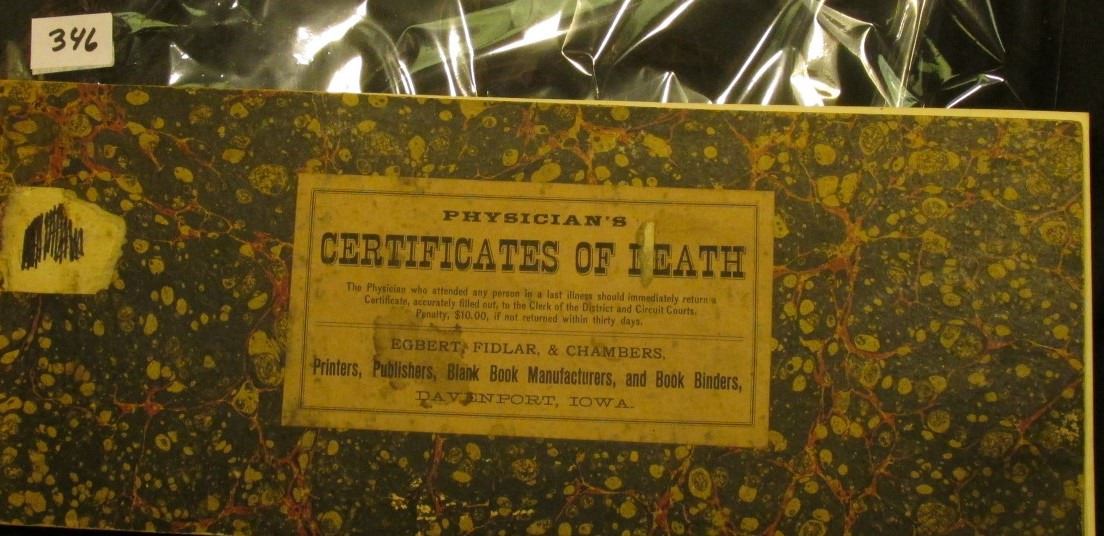 346
PHYSICIAN'S
CERTIFICATES OF DEATH
The Physician who attended any person in a last illness should immediately return a
Certificate, accurately filled out, to the Clerk of the District and Circuit Courts.
Penalty, $10.00, if not returned within thirty days.
EGBERT, FIDLAR, & CHAMBERS,
Printers, Publishers, Blank Book Manufacturers, and Book Binders,
DAVENPORT, IOWA.